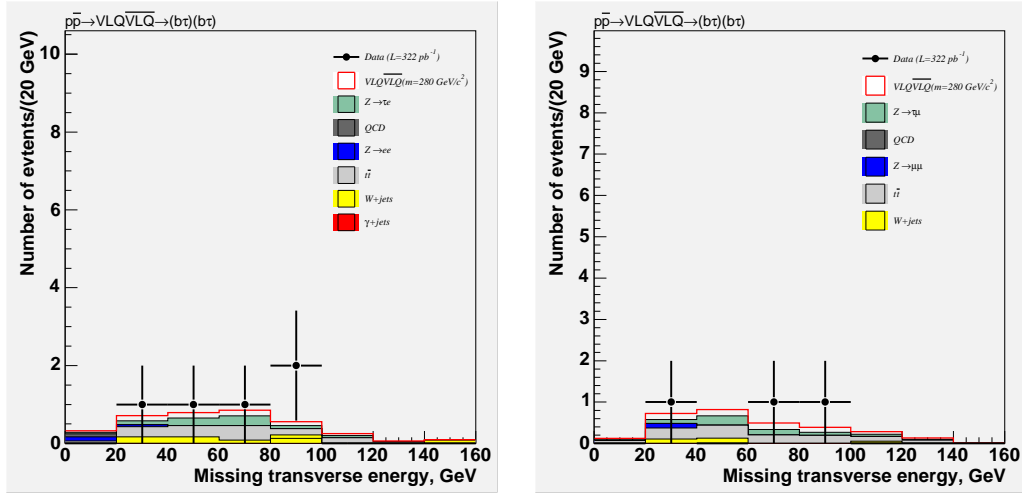 pp̅→VLQV̅L̅Q̅→(bτ)(bτ)
Number of evtents/(20 GeV)
10
8
6
4
2
0
Data (L=322 pb⁻¹)
VLQV̅L̅Q̅(m=280 GeV/c²)
Z→τe
QCD
Z→ee
tt̄
W+jets
γ+jets
0 20 40 60 80 100 120 140 160
Missing transverse energy, GeV
pp̅→VLQV̅L̅Q̅→(bτ)(bτ)
Number of evtents/(20 GeV)
9
8
7
6
5
4
3
2
1
0
Data (L=322 pb⁻¹)
VLQV̅L̅Q̅(m=280 GeV/c²)
Z→τμ
QCD
Z→μμ
tt̄
W+jets
0 20 40 60 80 100 120 140 160
Missing transverse energy, GeV